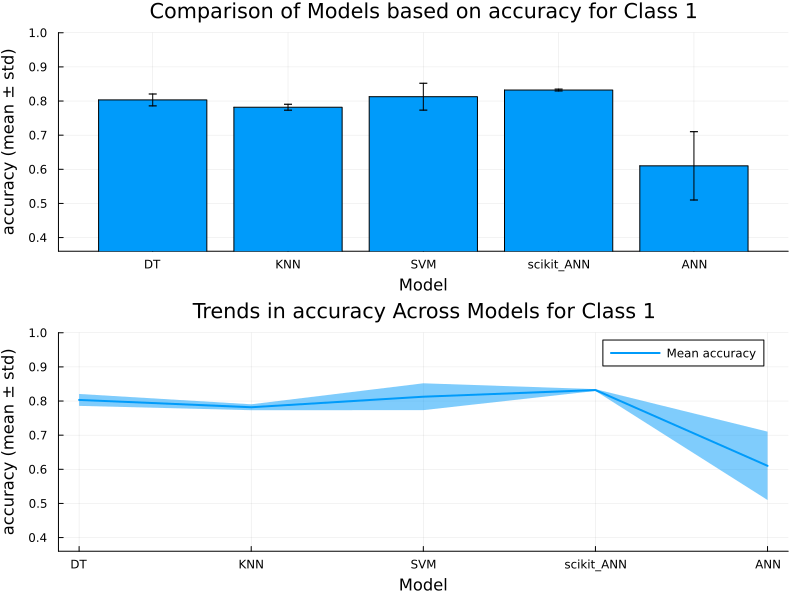 Comparison of Models based on accuracy for Class 1
accuracy (mean ± std)
1.0
0.9
0.8
0.7
0.6
0.5
0.4
DT KNN SVM scikit_ANN ANN
Model
Trends in accuracy Across Models for Class 1
accuracy (mean ± std)
1.0
0.9
0.8
0.7
0.6
0.5
0.4
Mean accuracy
DT KNN SVM scikit_ANN ANN
Model